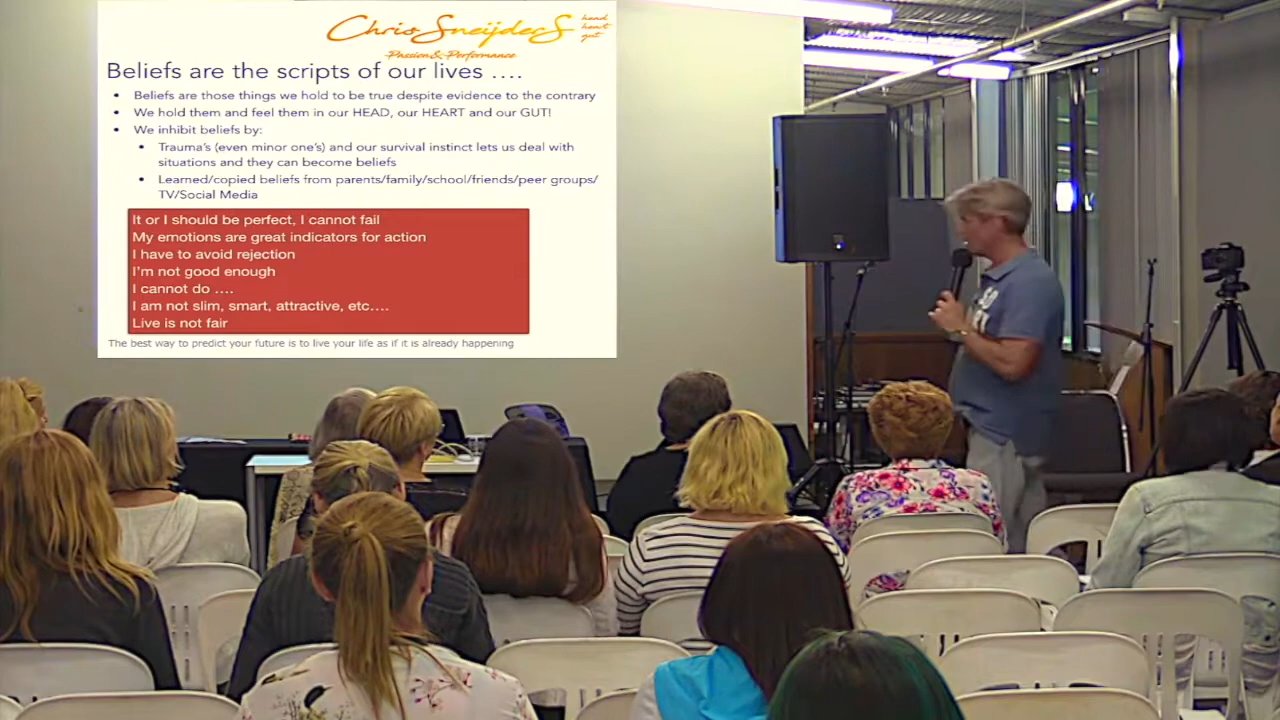 Chris Sneijders
head
heart
gut
Passion & Performance
Beliefs are the scripts of our lives ....
• Beliefs are those things we hold to be true despite evidence to the contrary
• We hold them and feel them in our HEAD, our HEART and our GUT!
• We inhibit beliefs by:
• Trauma's (even minor one's) and our survival instinct lets us deal with
situations and they can become beliefs
• Learned/copied beliefs from parents/family/school/friends/peer groups/
TV/Social Media
It or I should be perfect, I cannot fail
My emotions are great indicators for action
I have to avoid rejection
I'm not good enough
I cannot do ....
I am not slim, smart, attractive, etc....
Live is not fair
The best way to predict your future is to live your life as if it is already happening